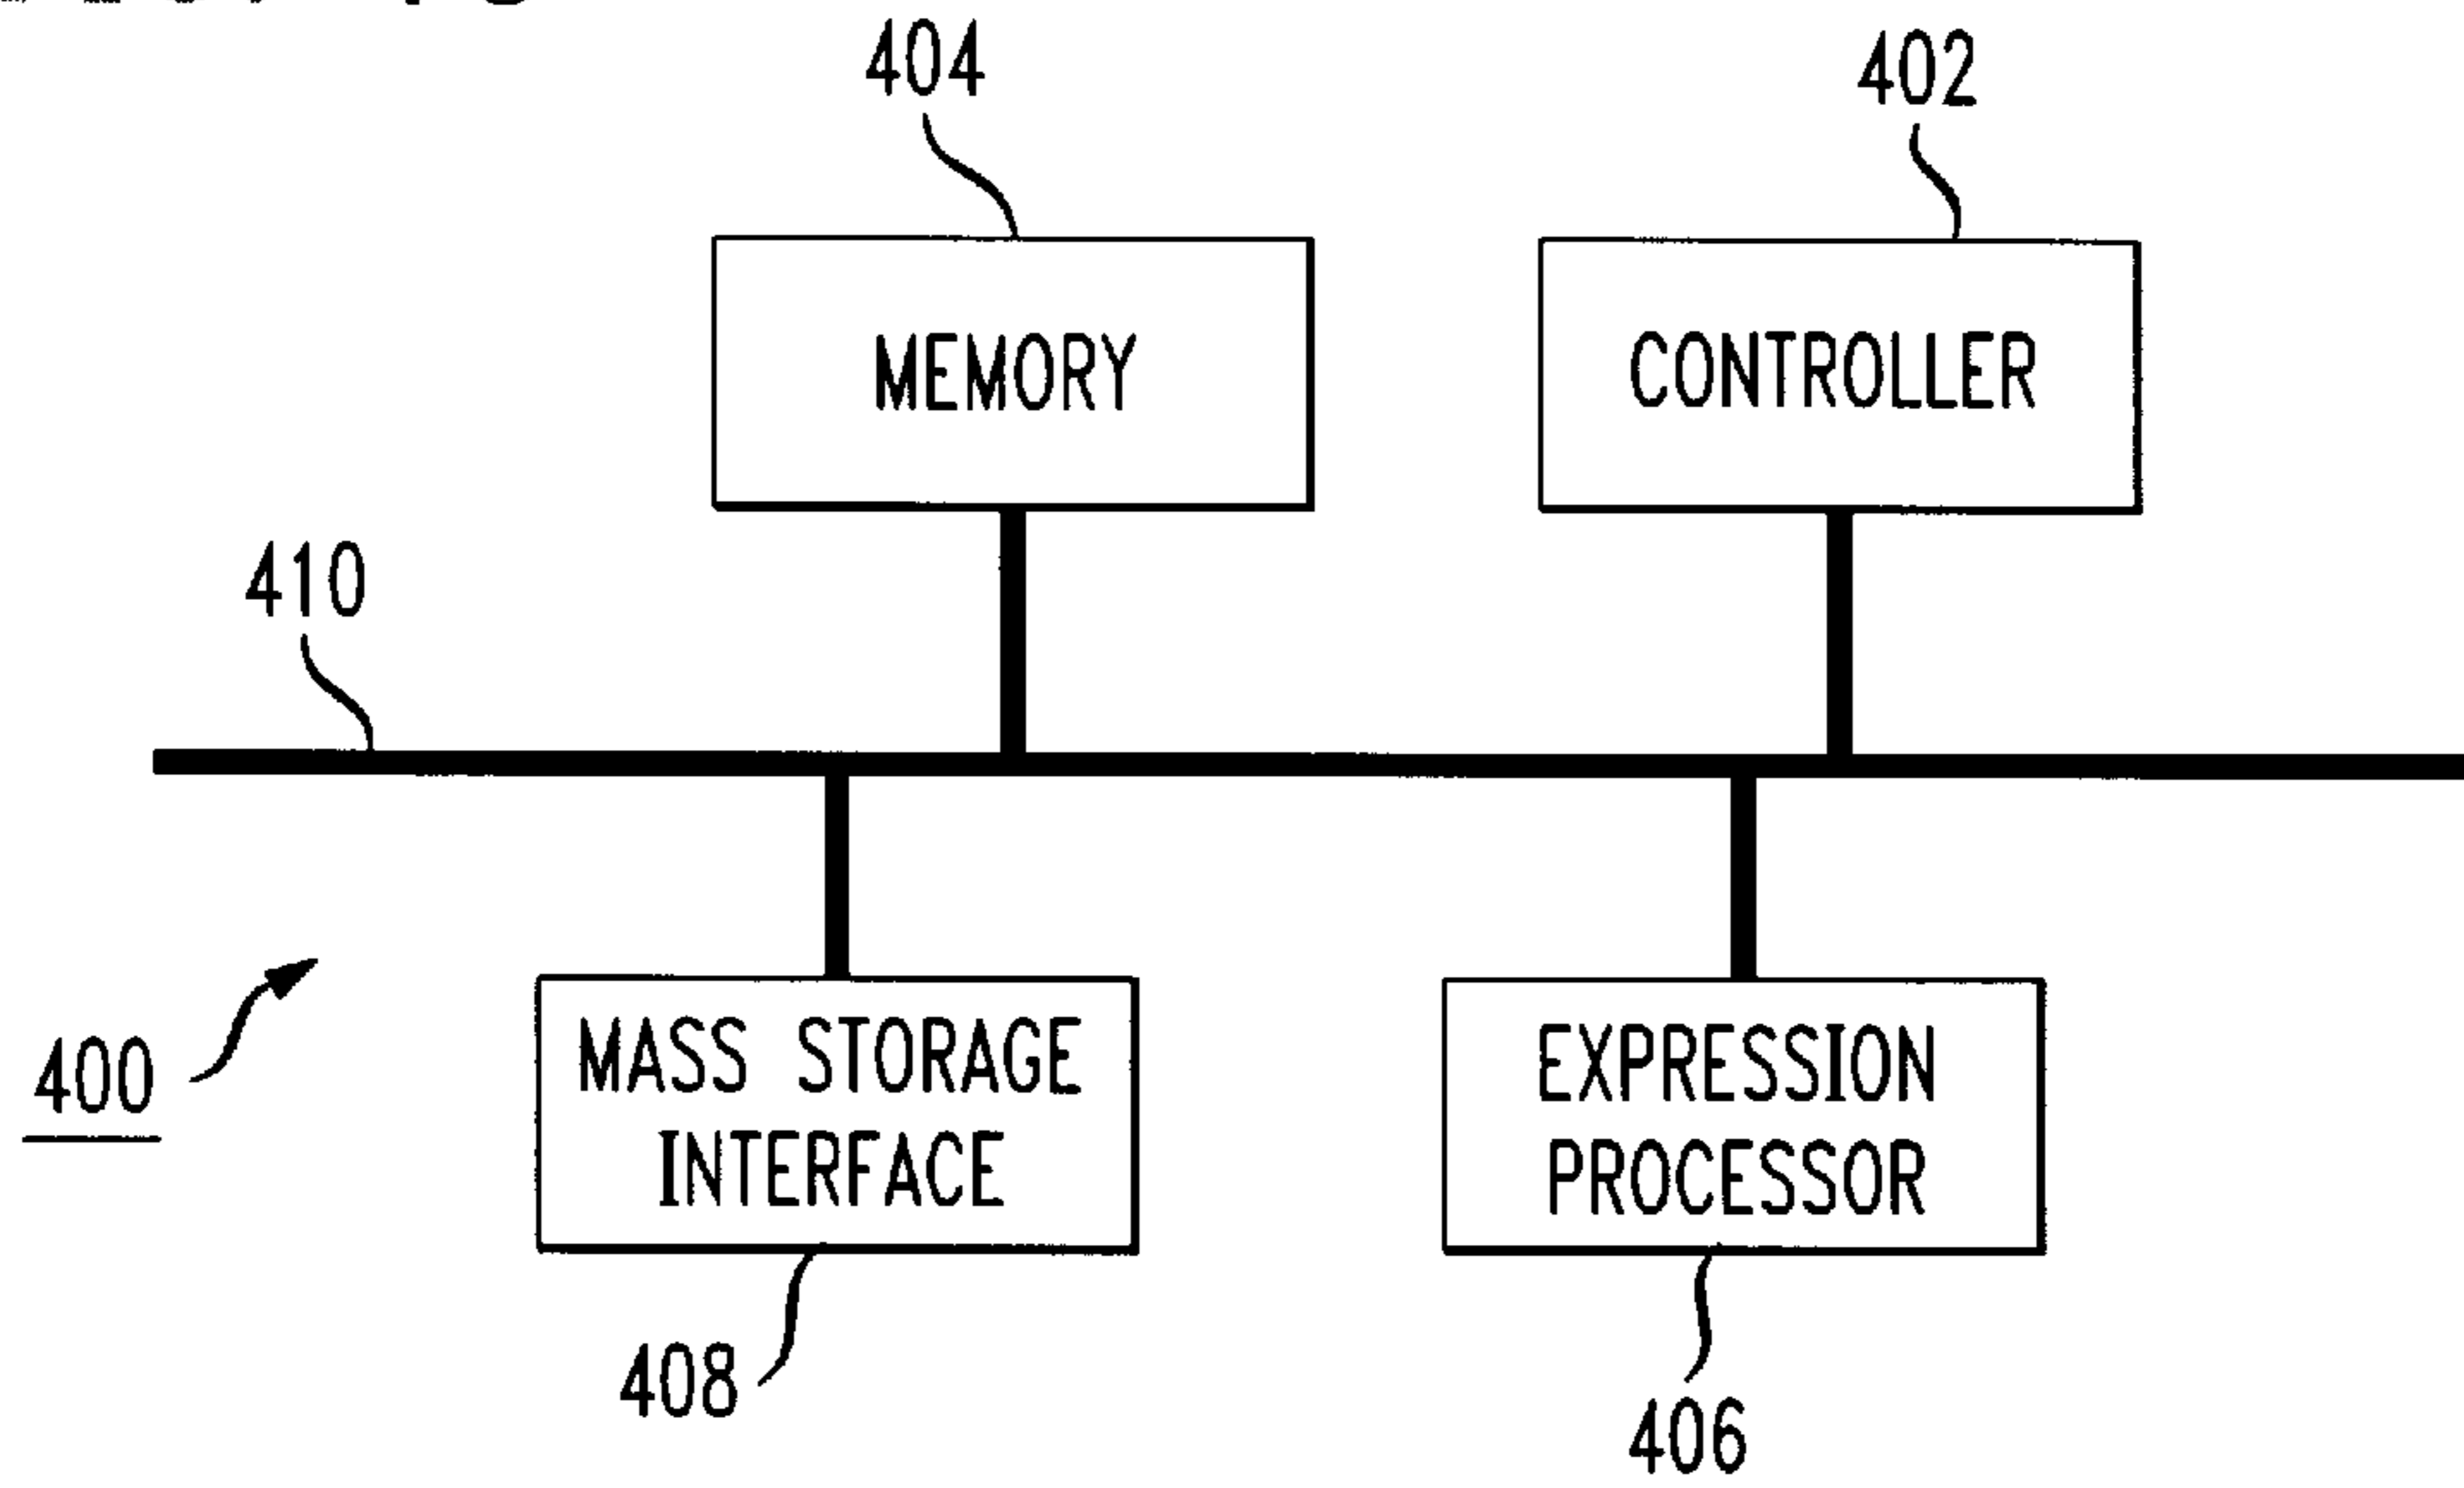 404
402
MEMORY
CONTROLLER
410
MASS STORAGE
INTERFACE
EXPRESSION
PROCESSOR
400
408
406